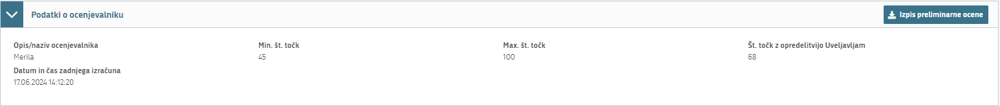 Podatki o ocenjevalniku
Izpis preliminarne ocene
Opis/naziv ocenjevalnika
Merila
Min. št. točk
45
Max. št. točk
100
Št. točk z opredelitvijo Uveljavljam
68
Datum in čas zadnjega izračuna
17.06.2024 14:12:20